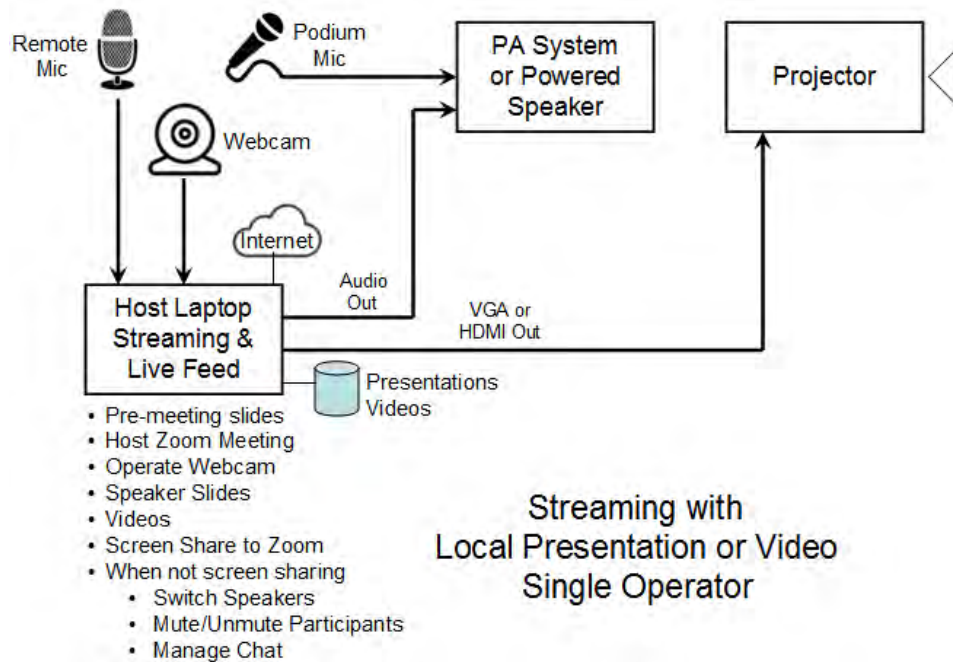 Remote
Mic
Podium
Mic
PA System
or Powered
Speaker
Projector
Webcam
Internet
Audio
Out
VGA or
HDMI Out
Host Laptop
Streaming &
Live Feed
Presentations
Videos
• Pre-meeting slides
• Host Zoom Meeting
• Operate Webcam
• Speaker Slides
• Videos
• Screen Share to Zoom
• When not screen sharing
• Switch Speakers
• Mute/Unmute Participants
• Manage Chat
Streaming with
Local Presentation or Video
Single Operator